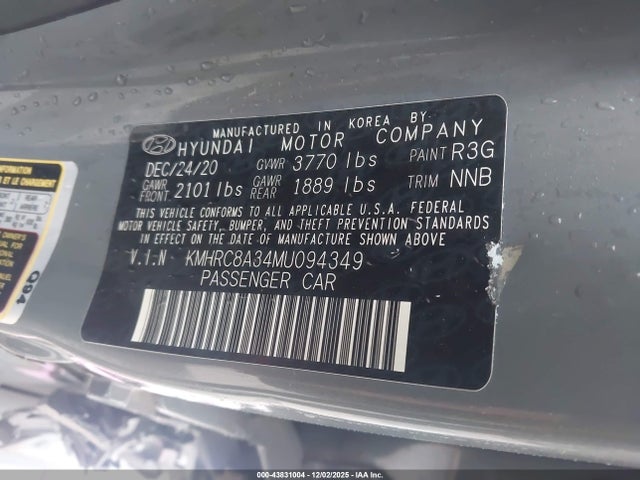 MANUFACTURED IN KOREA BY
HYUNDAI MOTOR COMPANY
DEC/24/20 GVWR 3770 lbs PAINT R3G
GAWR FRONT 2101 lbs GAWR REAR 1889 lbs TRIM NNB
THIS VEHICLE CONFORMS TO ALL APPLICABLE U.S.A. FEDERAL
MOTOR VEHICLE SAFETY, BUMPER, AND THEFT PREVENTION STANDARDS
IN EFFECT ON THE DATE OF MANUFACTURE SHOWN ABOVE
V.I.N KMHRC8A34MU094349
PASSENGER CAR
LE CHARGEMENT
Q94
000-43831004 | 12/02/2025 | IAA Inc.